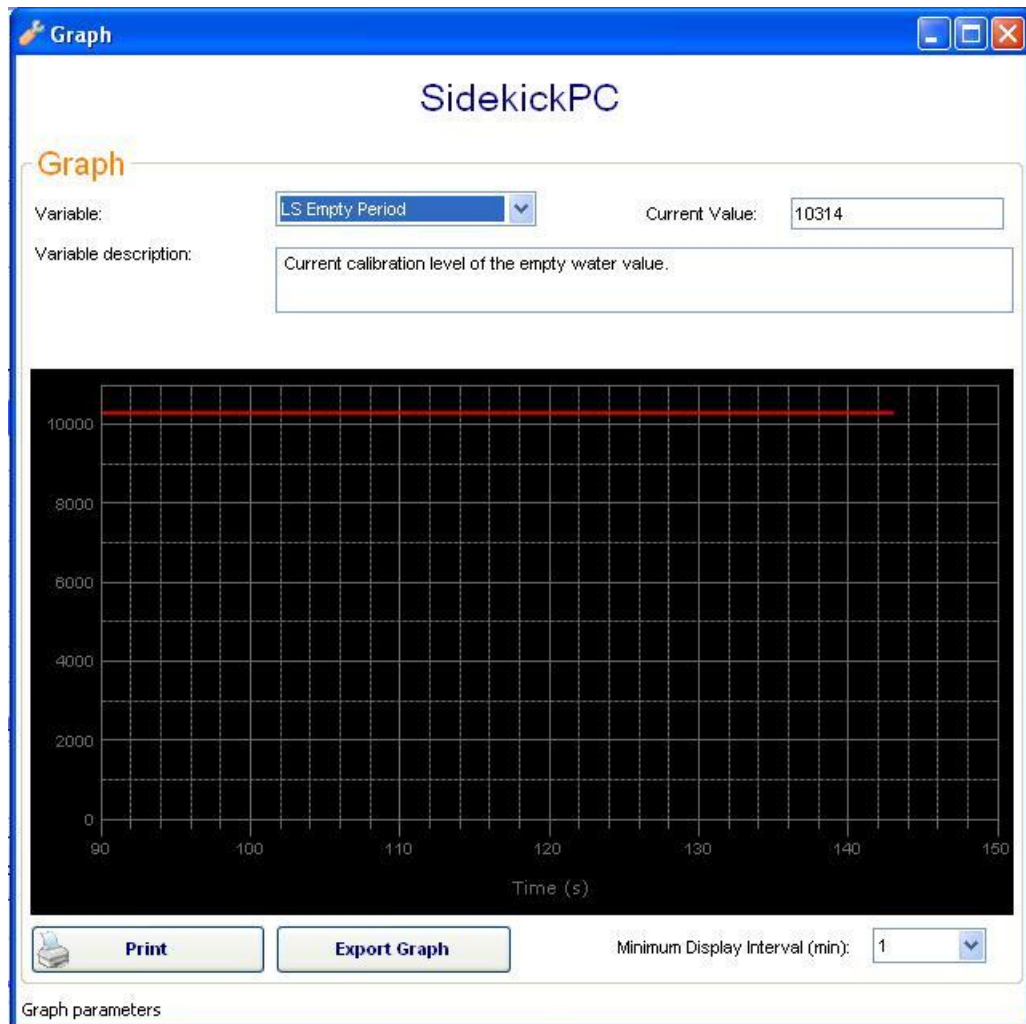 Graph
SidekickPC
Graph
Variable:
LS Empty Period
Current Value:
10314
Variable description:
Current calibration level of the empty water value.
10000
8000
6000
4000
2000
0
90 100 110 120 130 140 150
Time (s)
Print
Export Graph
Minimum Display Interval (min):
1
Graph parameters